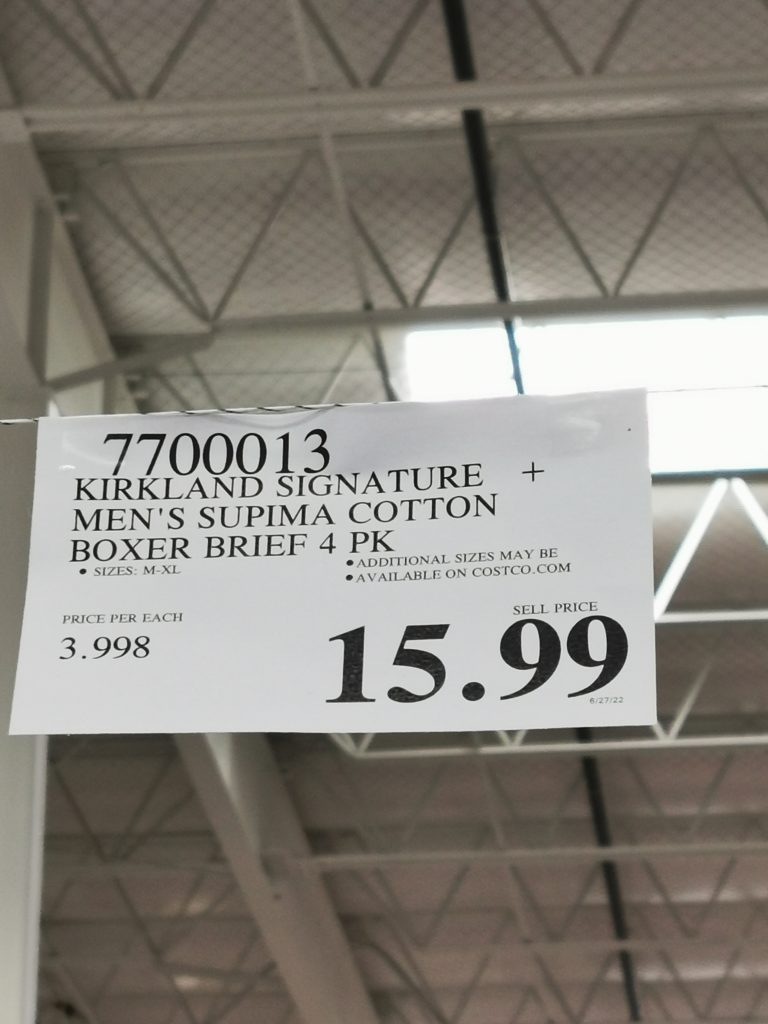 7700013
KIRKLAND SIGNATURE +
MEN'S SUPIMA COTTON
BOXER BRIEF 4 PK
• SIZES: M-XL
• ADDITIONAL SIZES MAY BE
• AVAILABLE ON COSTCO.COM
PRICE PER EACH
3.998
SELL PRICE
15.99
6/27/22